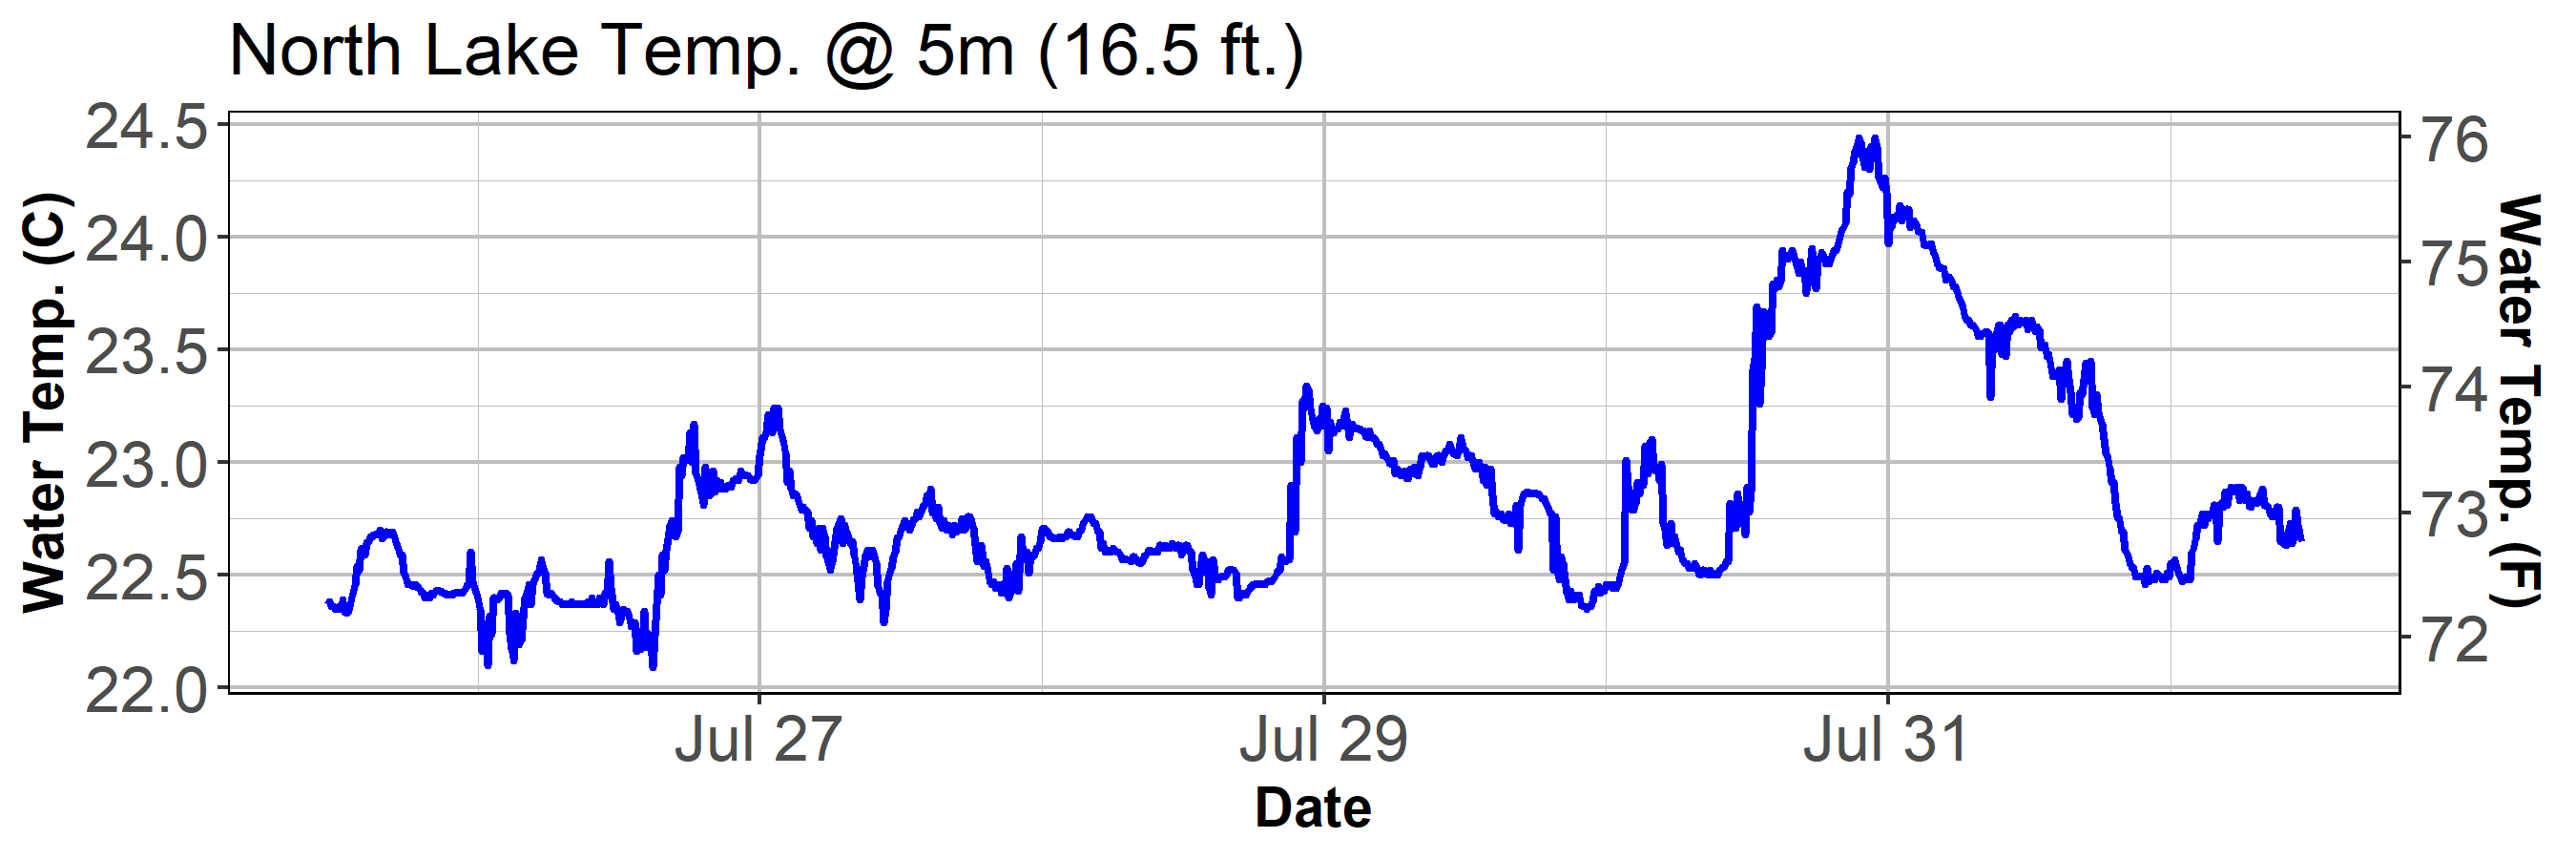 North Lake Temp. @ 5m (16.5 ft.)
Water Temp. (C)
24.5
24.0
23.5
23.0
22.5
22.0
76
75
74
73
72
Water Temp. (F)
Jul 27 Jul 29 Jul 31
Date